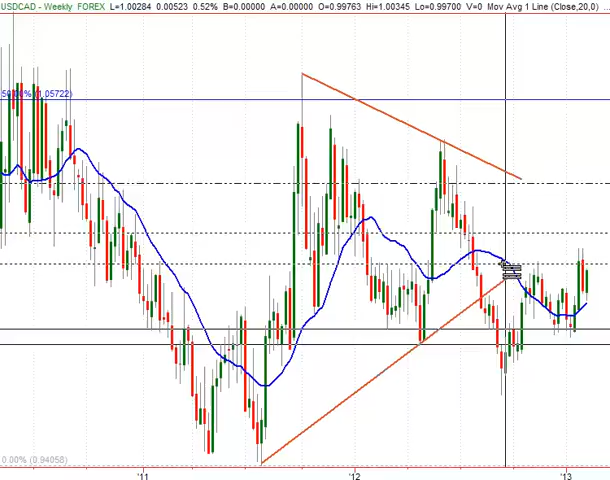 USDCAD - Weekly FOREX L=1.00284 0.00523 0.52% B=0.00000 A=0.00000 O=0.99763 Hi=1.00345 Lo=0.99700 V=0 Mov Avg 1 Line (Close,20,0) ...
50.00% (1.05722)
0.00% (0.94058)
'11 '12 '13